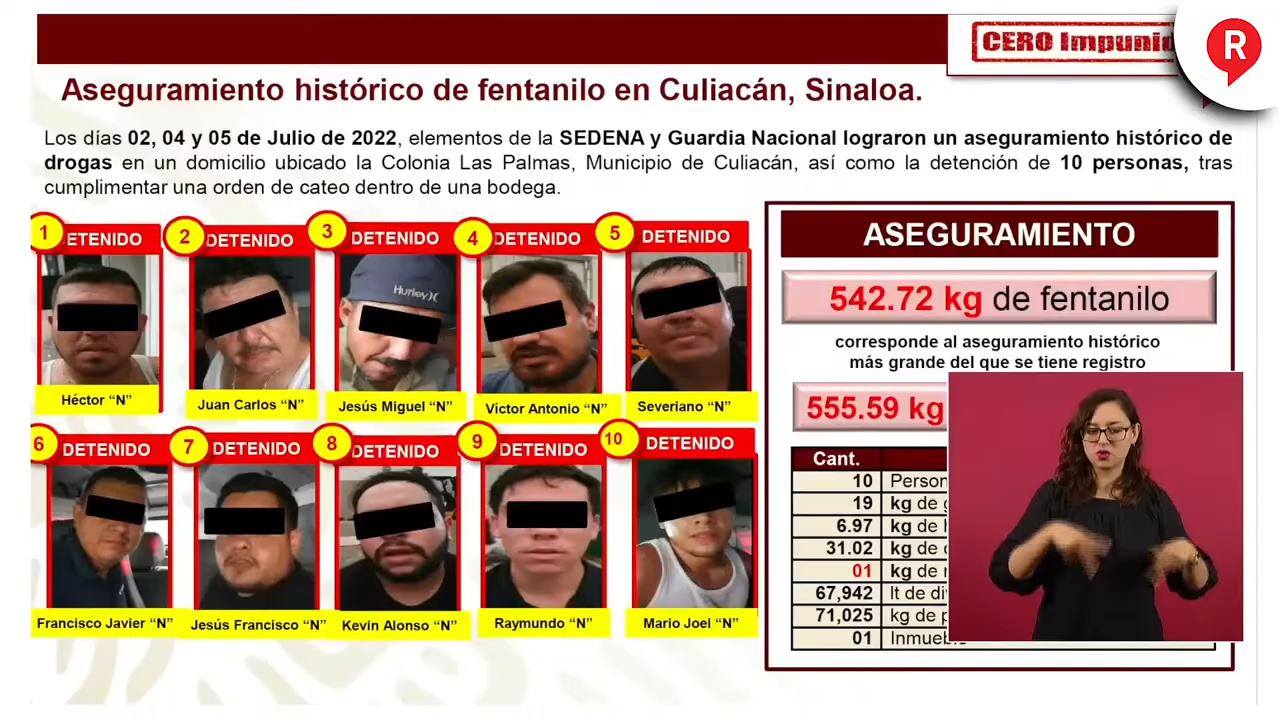 CERO Impunid
R
Aseguramiento histórico de fentanilo en Culiacán, Sinaloa.
Los días 02, 04 y 05 de Julio de 2022, elementos de la SEDENA y Guardia Nacional lograron un aseguramiento histórico de
drogas en un domicilio ubicado la Colonia Las Palmas, Municipio de Culiacán, así como la detención de 10 personas, tras
cumplimentar una orden de cateo dentro de una bodega.
1 DETENIDO
2 DETENIDO
3 DETENIDO
4 DETENIDO
5 DETENIDO
Hurley
Héctor “N”
Juan Carlos “N”
Jesús Miguel “N”
Víctor Antonio “N”
Severiano “N”
6 DETENIDO
7 DETENIDO
8 DETENIDO
9 DETENIDO
10 DETENIDO
Francisco Javier “N”
Jesús Francisco “N”
Kevin Alonso “N”
Raymundo “N”
Mario Joel “N”
ASEGURAMIENTO
542.72 kg de fentanilo
corresponde al aseguramiento histórico
más grande del que se tiene registro
555.59 kg
Cant.
10 Person
19 kg de
6.97 kg de
31.02 kg de
01 kg de
67,942 lt de di
71,025 kg de p
01 Inmueb